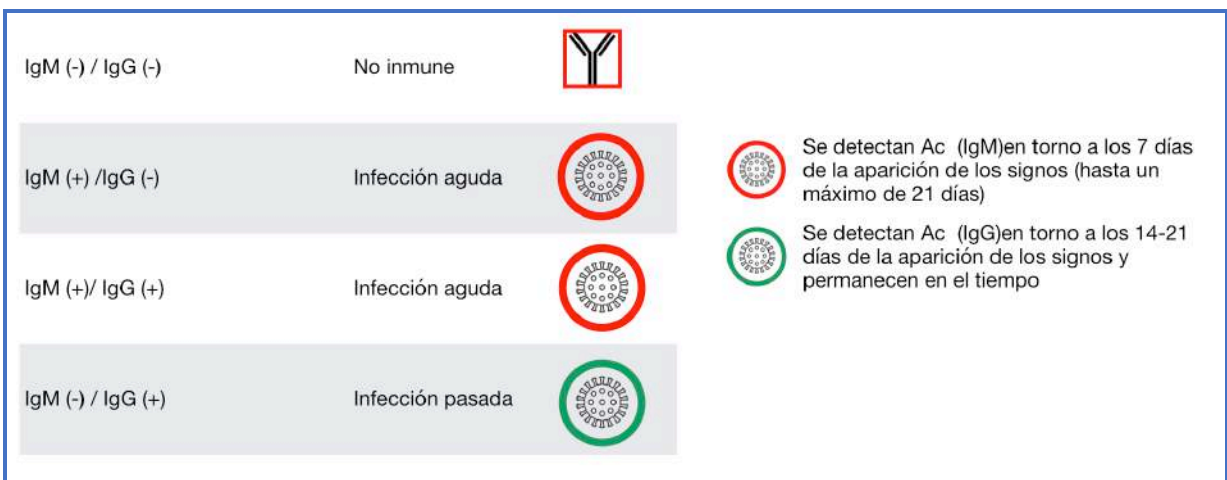 IgM (-) / IgG (-) No inmune
IgM (+) /IgG (-) Infección aguda
IgM (+)/ IgG (+) Infección aguda
IgM (-) / IgG (+) Infección pasada
Se detectan Ac (IgM)en torno a los 7 días
de la aparición de los signos (hasta un
máximo de 21 días)
Se detectan Ac (IgG)en torno a los 14-21
días de la aparición de los signos y
permanecen en el tiempo